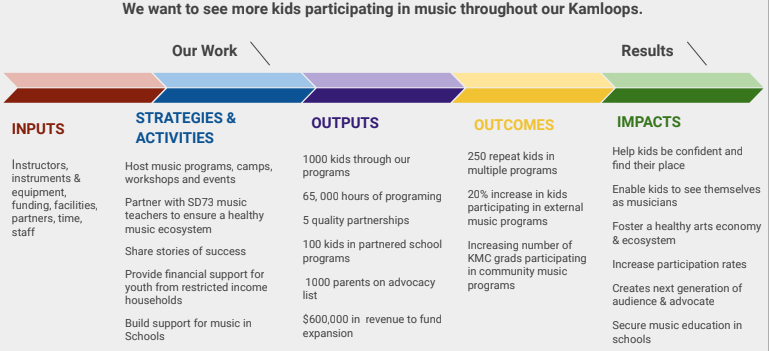 We want to see more kids participating in music throughout our Kamloops.
Our Work
Results
INPUTS
Instructors,
instruments &
equipment,
funding, facilities,
partners, time,
staff
STRATEGIES &
ACTIVITIES
Host music programs, camps,
workshops and events
Partner with SD73 music
teachers to ensure a healthy
music ecosystem
Share stories of success
Provide financial support for
youth from restricted income
households
Build support for music in
Schools
OUTPUTS
1000 kids through our
programs
65, 000 hours of programing
5 quality partnerships
100 kids in partnered school
programs
1000 parents on advocacy
list
$600,000 in revenue to fund
expansion
OUTCOMES
250 repeat kids in
multiple programs
20% increase in kids
participating in external
music programs
Increasing number of
KMC grads participating
in community music
programs
IMPACTS
Help kids be confident and
find their place
Enable kids to see themselves
as musicians
Foster a healthy arts economy
& ecosystem
Increase participation rates
Creates next generation of
audience & advocate
Secure music education in
schools